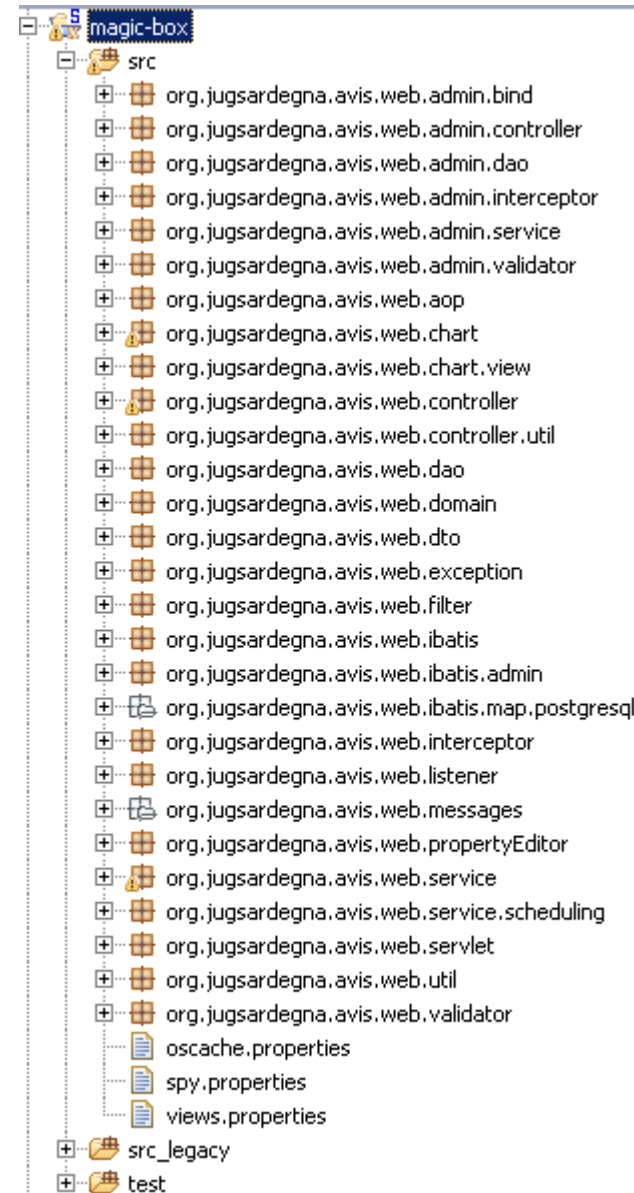 magic-box
src
org.jugsardegna.avis.web.admin.bind
org.jugsardegna.avis.web.admin.controller
org.jugsardegna.avis.web.admin.dao
org.jugsardegna.avis.web.admin.interceptor
org.jugsardegna.avis.web.admin.service
org.jugsardegna.avis.web.admin.validator
org.jugsardegna.avis.web.aop
org.jugsardegna.avis.web.chart
org.jugsardegna.avis.web.chart.view
org.jugsardegna.avis.web.controller
org.jugsardegna.avis.web.controller.util
org.jugsardegna.avis.web.dao
org.jugsardegna.avis.web.domain
org.jugsardegna.avis.web.dto
org.jugsardegna.avis.web.exception
org.jugsardegna.avis.web.filter
org.jugsardegna.avis.web.ibatis
org.jugsardegna.avis.web.ibatis.admin
org.jugsardegna.avis.web.ibatis.map.postgresql
org.jugsardegna.avis.web.interceptor
org.jugsardegna.avis.web.listener
org.jugsardegna.avis.web.messages
org.jugsardegna.avis.web.propertyEditor
org.jugsardegna.avis.web.service
org.jugsardegna.avis.web.service.scheduling
org.jugsardegna.avis.web.servlet
org.jugsardegna.avis.web.util
org.jugsardegna.avis.web.validator
oscache.properties
spy.properties
views.properties
src_legacy
test